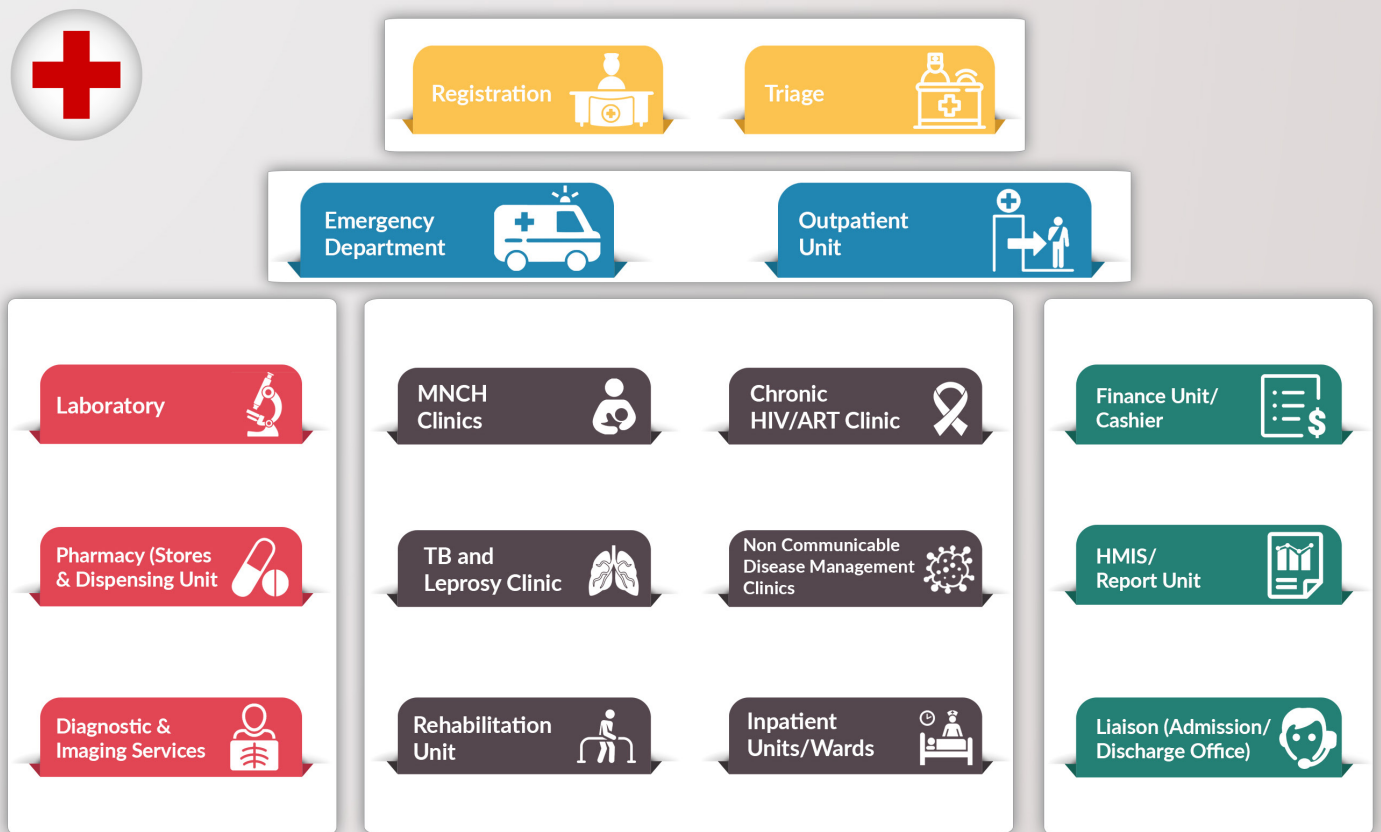 Registration
Triage
Emergency
Department
Outpatient
Unit
Laboratory
MNCH
Clinics
Chronic
HIV/ART Clinic
Finance Unit/
Cashier
Pharmacy (Stores
& Dispensing Unit
TB and
Leprosy Clinic
Non Communicable
Disease Management
Clinics
HMIS/
Report Unit
Diagnostic &
Imaging Services
Rehabilitation
Unit
Inpatient
Units/Wards
Liaison (Admission/
Discharge Office)